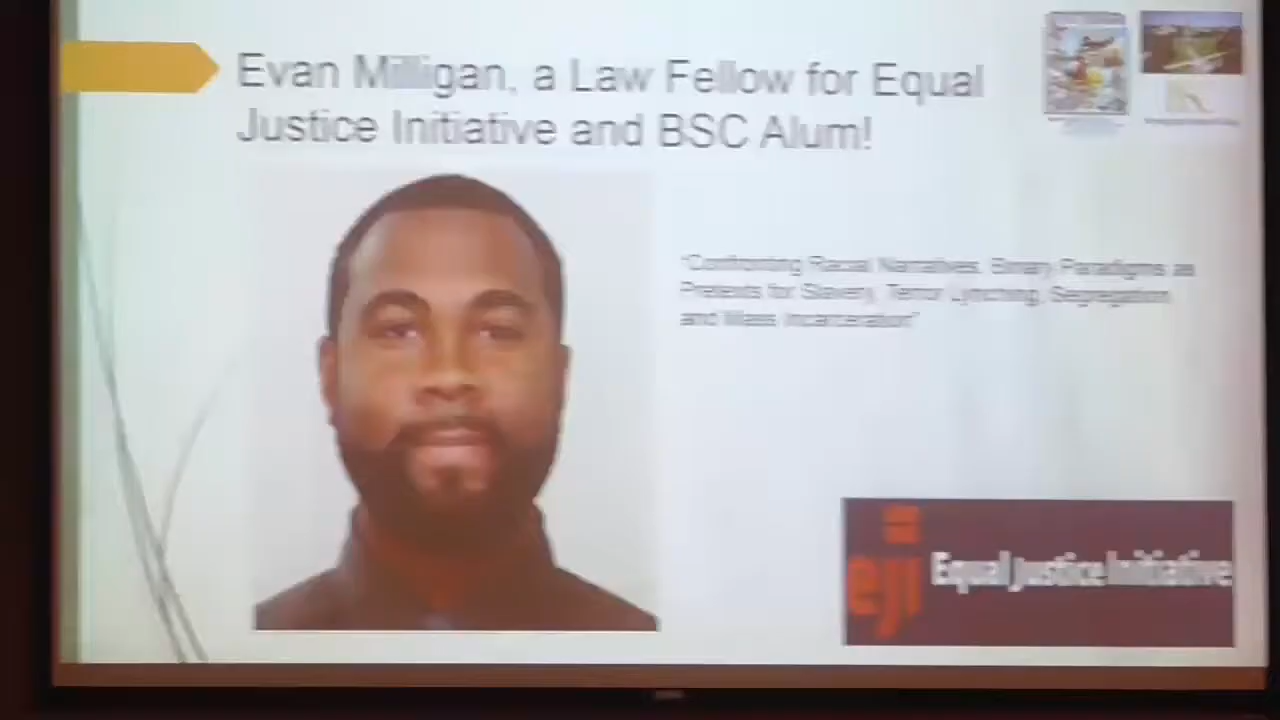 Evan Milligan, a Law Fellow for Equal
Justice Initiative and BSC Alum!
"Confronting Racial Narratives: Binary Paradigms as
Pretexts for Slavery, Terror Lynching, Segregation
and Mass Incarceration"
eji
Equal Justice Initiative